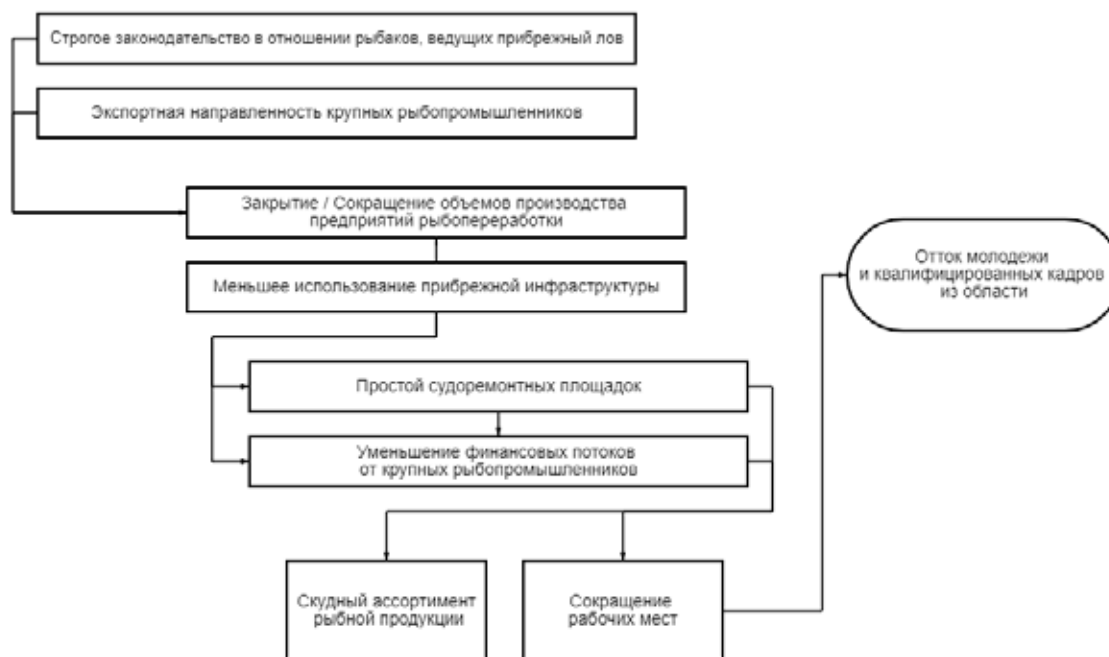 Строгое законодательство в отношении рыбаков, ведущих прибрежный лов
Экспортная направленность крупных рыбопромышленников
Закрытие / Сокращение объемов производства
предприятий рыбопереработки
Меньшее использование прибрежной инфраструктуры
Отток молодежи
и квалифицированных кадров
из области
Простой судоремонтных площадок
Уменьшение финансовых потоков
от крупных рыбопромышленников
Скудный ассортимент
рыбной продукции
Сокращение
рабочих мест